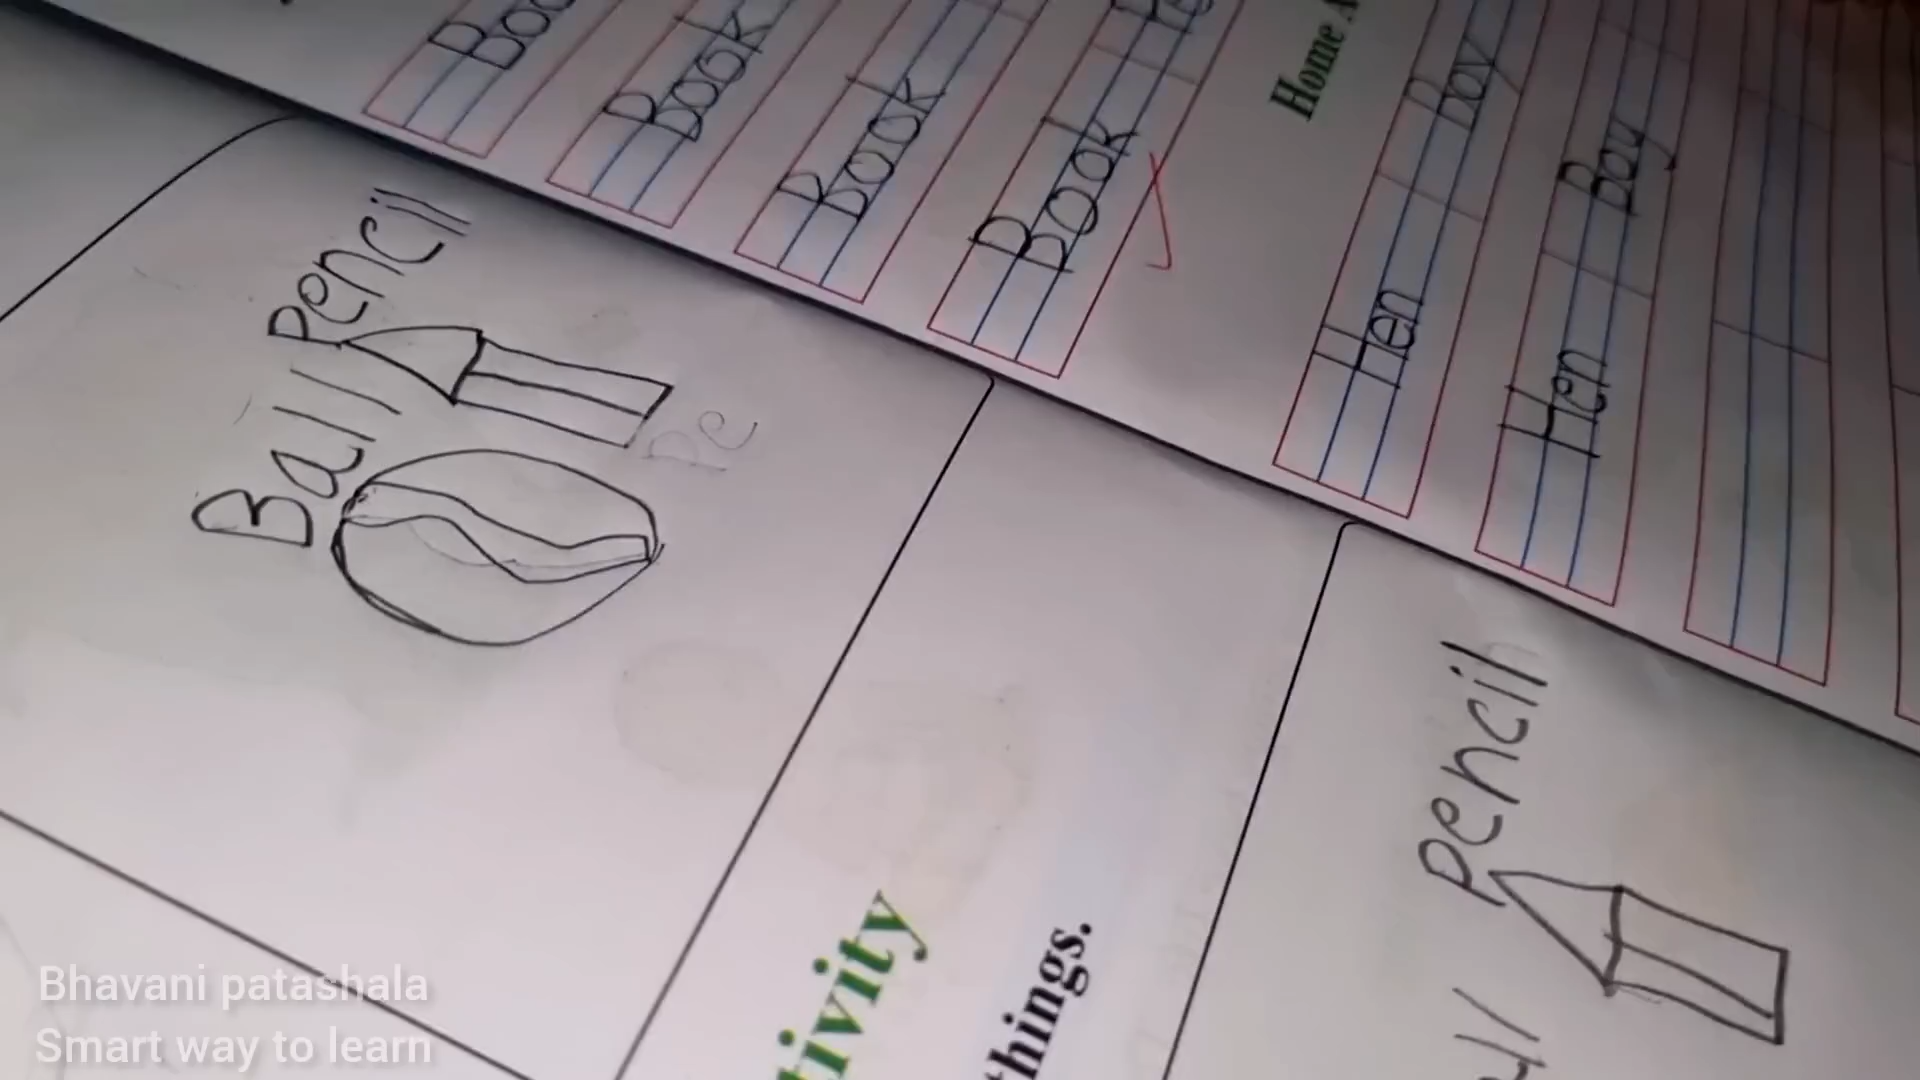 Boo
Book
Book
Book
Home
Hen Boy
Hen Boy
Ball Pencil
Pe
tivity
things.
Pencil
Bhavani patashala
Smart way to learn